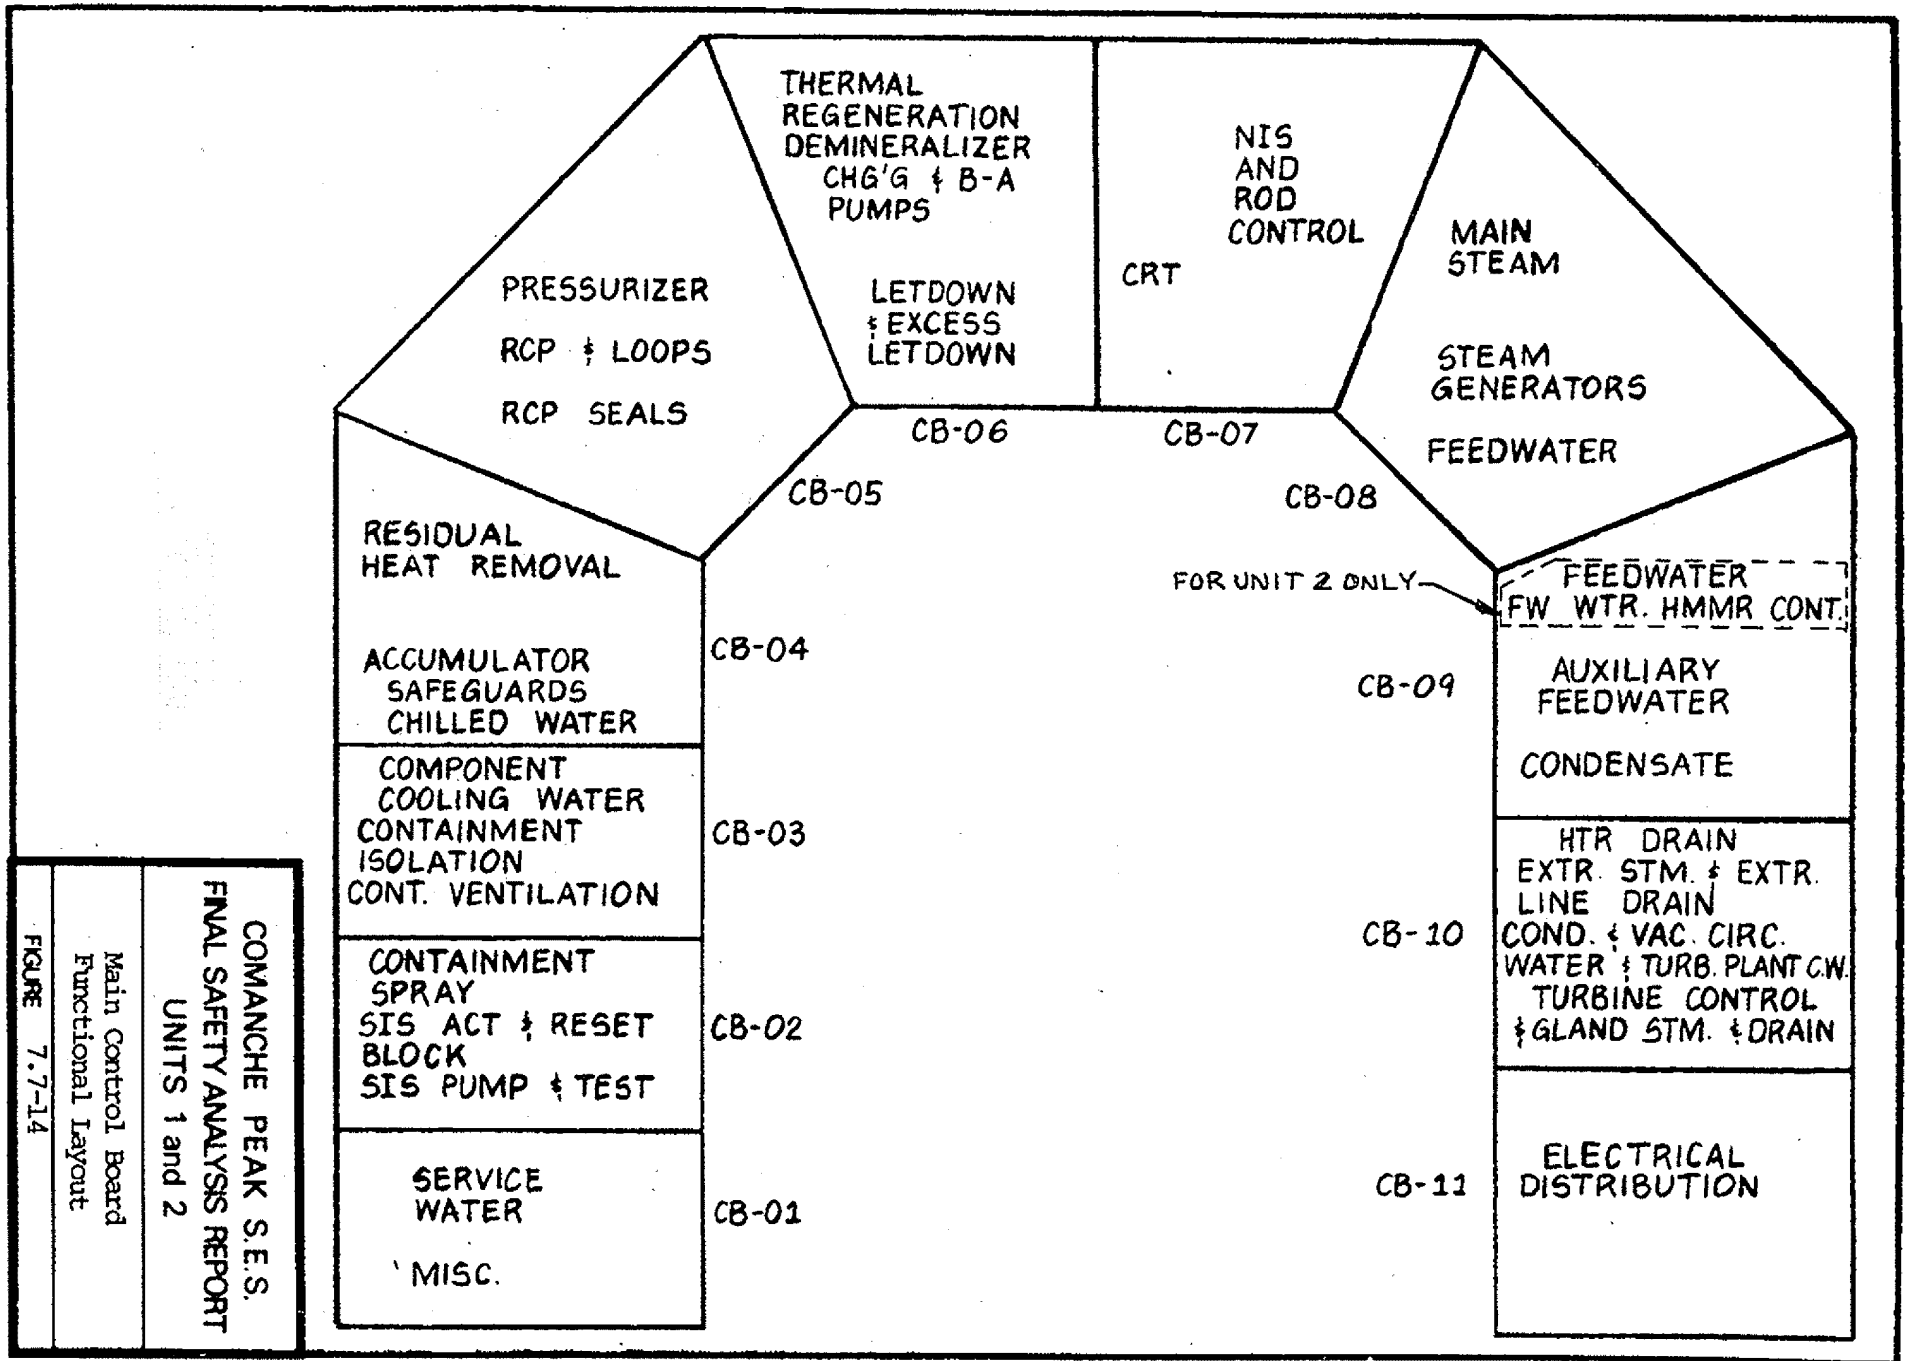 THERMAL
REGENERATION
DEMINERALIZER
CHG'G & B-A
PUMPS
LETDOWN
& EXCESS
LETDOWN
CB-06
NIS
AND
ROD
CONTROL
CRT
CB-07
PRESSURIZER
RCP & LOOPS
RCP SEALS
CB-05
MAIN
STEAM
STEAM
GENERATORS
FEEDWATER
CB-08
RESIDUAL
HEAT REMOVAL
ACCUMULATOR
SAFEGUARDS
CHILLED WATER
CB-04
FOR UNIT 2 ONLY
FEEDWATER
FW WTR. HMMR CONT.
AUXILIARY
FEEDWATER
CONDENSATE
CB-09
COMPONENT
COOLING WATER
CONTAINMENT
ISOLATION
CONT. VENTILATION
CB-03
HTR DRAIN
EXTR. STM. & EXTR.
LINE DRAIN
COND. & VAC. CIRC.
WATER & TURB. PLANT C.W.
TURBINE CONTROL
& GLAND STM. & DRAIN
CB-10
CONTAINMENT
SPRAY
SIS ACT & RESET
BLOCK
SIS PUMP & TEST
CB-02
SERVICE
WATER
MISC.
CB-01
ELECTRICAL
DISTRIBUTION
CB-11
COMANCHE PEAK S.E.S.
FINAL SAFETY ANALYSIS REPORT
UNITS 1 and 2
Main Control Board
Functional Layout
FIGURE 7.7-14